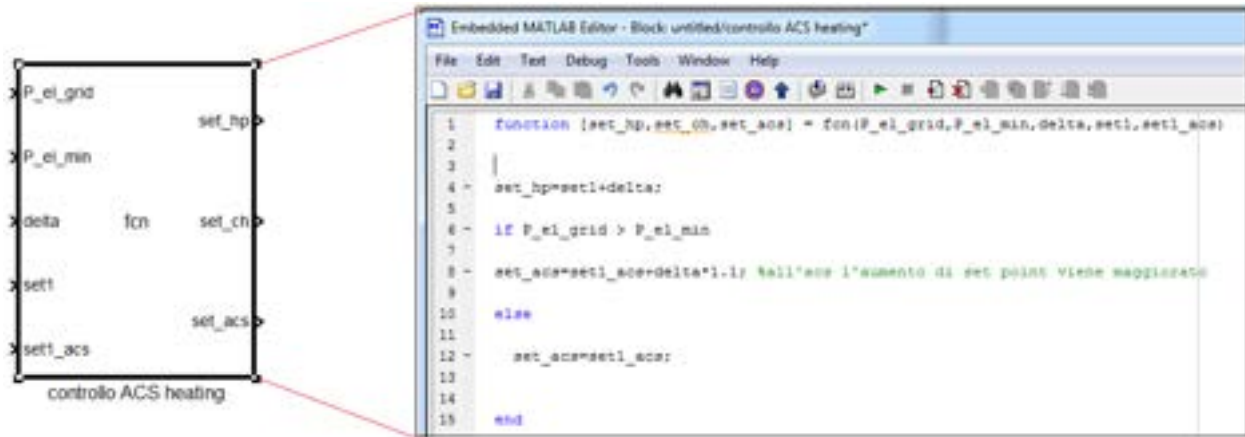 P_el_grid
P_el_min
delta
set1
set1_acs
fcn
set_hp
set_ch
set_acs
controllo ACS heating
Embedded MATLAB Editor - Block: untitled/controllo ACS heating*
File Edit Text Debug Tools Window Help
1 function [set_hp,set_ch,set_acs] = fcn(P_el_grid,P_el_min,delta,set1,set1_acs)
2
3
4 - set_hp=set1+delta;
5
6 - if P_el_grid > P_el_min
7
8 - set_acs=set1_acs+delta*1.1; %all'acs l'aumento di set point viene maggiorato
9
10 else
11
12 - set_acs=set1_acs;
13
14
15 end